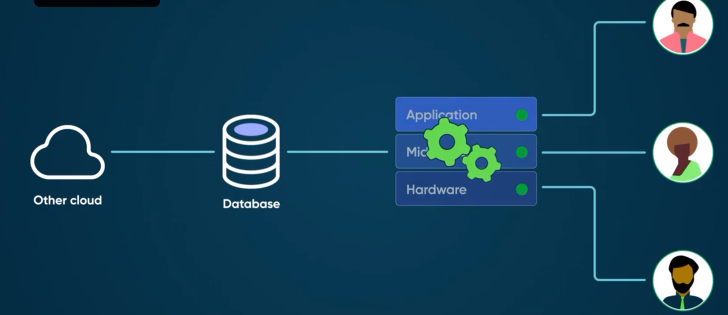 Application
Hardware
Other cloud
Database